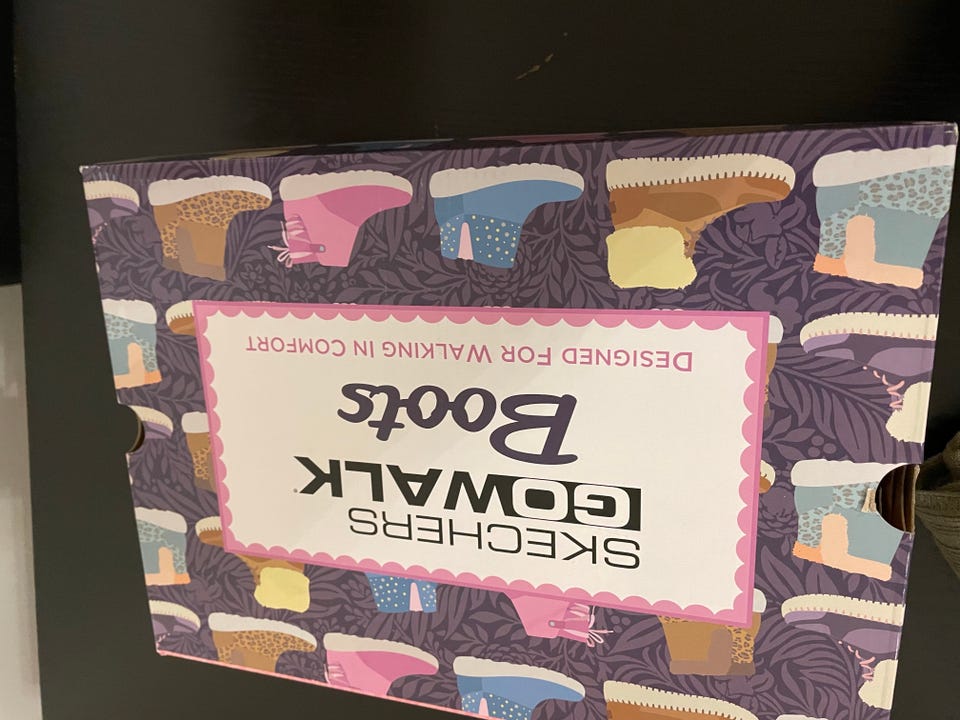 SKECHERS
GOWALK®
Boots
DESIGNED FOR WALKING IN COMFORT